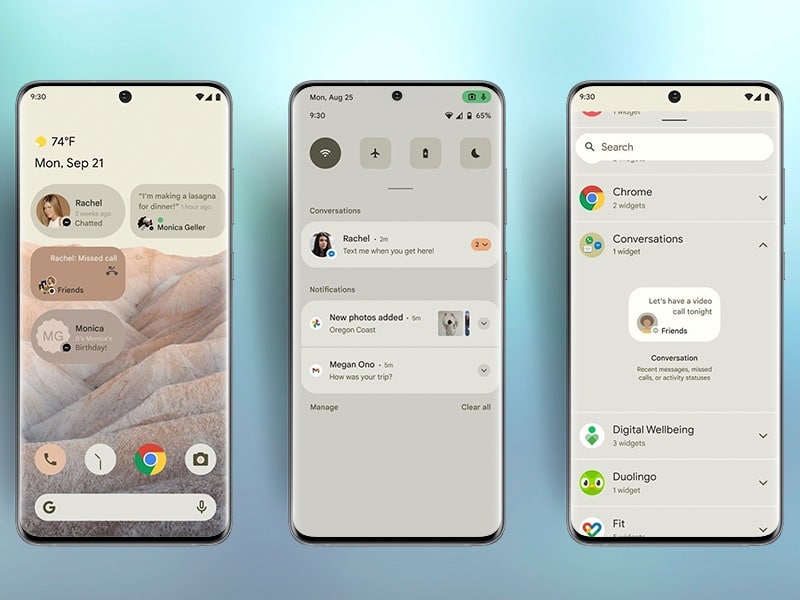 9:30
74°F
Mon, Sep 21
Rachel
2 weeks ago
Chatted
"I'm making a lasagna
for dinner!" 1 hour ago
Monica Geller
Rachel: Missed call
Friends
MG
Monica
It's Monica's
Birthday!
G
Mon, Aug 25
9:30
65%
Conversations
Rachel • 2m
Text me when you get here!
2
Notifications
New photos added • 5m
Oregon Coast
Megan Ono • 5m
How was your trip?
Manage
Clear all
9:30
1 widget
Search
Chrome
2 widgets
Conversations
1 widget
Let's have a video
call tonight
Friends
Conversation
Recent messages, missed
calls, or activity statuses
Digital Wellbeing
3 widgets
Duolingo
1 widget
Fit